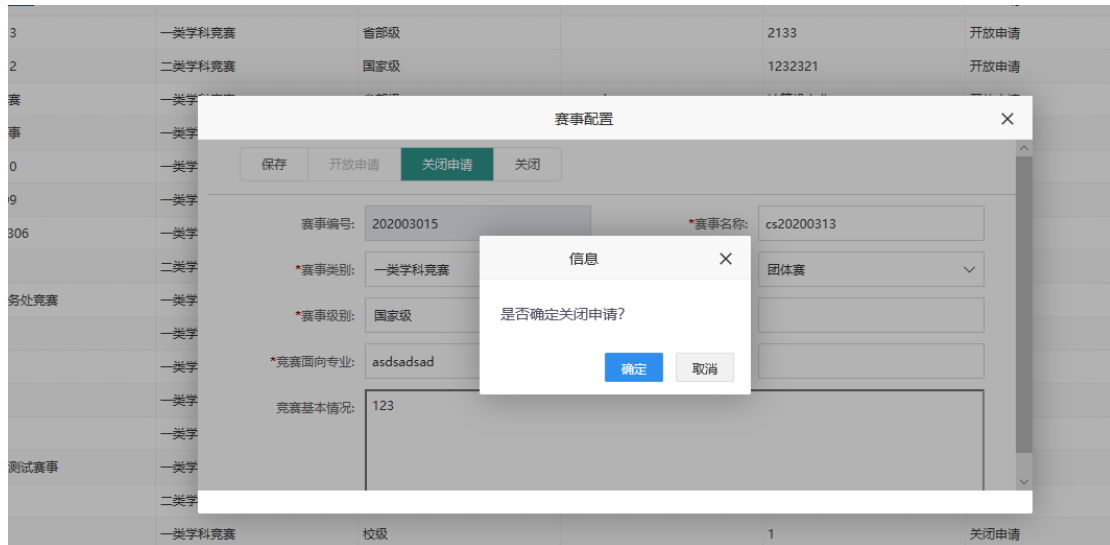 3 一类学科竞赛 省部级 2133 开放申请
2 二类学科竞赛 国家级 1232321 开放申请
赛 一类学
赛事配置
事 一类学
保存 开放申请 关闭申请 关闭
0 一类学
99 一类学
赛事编号: 202003015 *赛事名称: cs20200313
306 一类学
信息
二类学
*赛事类别: 一类学科竞赛 团体赛
务处竞赛 一类学
是否确定关闭申请?
*赛事级别: 国家级
一类学
*竞赛面向专业: asdsadsad
确定 取消
一类学
一类学
竞赛基本情况: 123
一类学
测试赛事 一类学
二类学
一类学科竞赛 校级 1 关闭申请